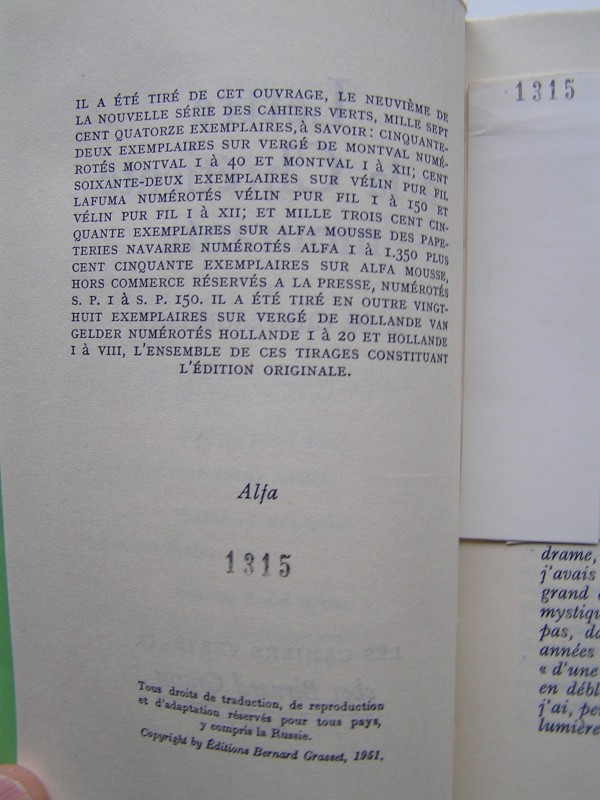 IL A ÉTÉ TIRÉ DE CET OUVRAGE, LE NEUVIÈME DE
LA NOUVELLE SÉRIE DES CAHIERS VERTS, MILLE SEPT
CENT QUATORZE EXEMPLAIRES, à SAVOIR : CINQUANTE-
DEUX EXEMPLAIRES SUR VERGÉ DE MONTVAL NUMÉ-
ROTÉS MONTVAL I à 40 ET MONTVAL I à XII; CENT
SOIXANTE-DEUX EXEMPLAIRES SUR VÉLIN PUR FIL
LAFUMA NUMÉROTÉS VÉLIN PUR FIL I à 150 ET
VÉLIN PUR FIL I à XII; ET MILLE TROIS CENT CIN-
QUANTE EXEMPLAIRES SUR ALFA MOUSSE DES PAPE-
TERIES NAVARRE NUMÉROTÉS ALFA I à 1.350 PLUS
CENT CINQUANTE EXEMPLAIRES SUR ALFA MOUSSE,
HORS COMMERCE RÉSERVÉS A LA PRESSE, NUMÉROTÉS
S. P. I à S. P. 150. IL A ÉTÉ TIRÉ EN OUTRE VINGT-
HUIT EXEMPLAIRES SUR VERGÉ DE HOLLANDE VAN
GELDER NUMÉROTÉS HOLLANDE I à 20 ET HOLLANDE
I à VIII, L'ENSEMBLE DE CES TIRAGES CONSTITUANT
L'ÉDITION ORIGINALE.
Alfa
1315
Tous droits de traduction, de reproduction
et d'adaptation réservés pour tous pays,
y compris la Russie.
Copyright by Éditions Bernard Grasset, 1951.
1315
drame,
j'avais
grand
mystiqu
pas, da
années
« d'une
en débl
j'ai, pe
lumière